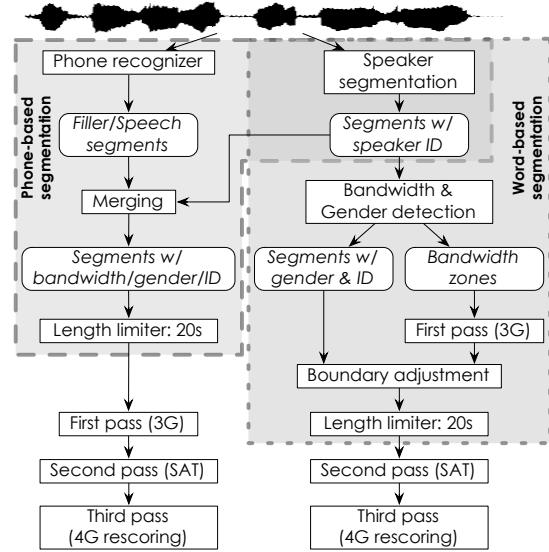 Phone recognizer
Speaker
segmentation
Filler/Speech
segments
Segments w/
speaker ID
Phone-based
segmentation
Word-based
segmentation
Merging
Bandwidth &
Gender detection
Segments w/
bandwidth/gender/ID
Segments w/
gender & ID
Bandwidth
zones
Length limiter: 20s
First pass (3G)
Boundary adjustment
First pass (3G)
Length limiter: 20s
Second pass (SAT)
Second pass (SAT)
Third pass
(4G rescoring)
Third pass
(4G rescoring)